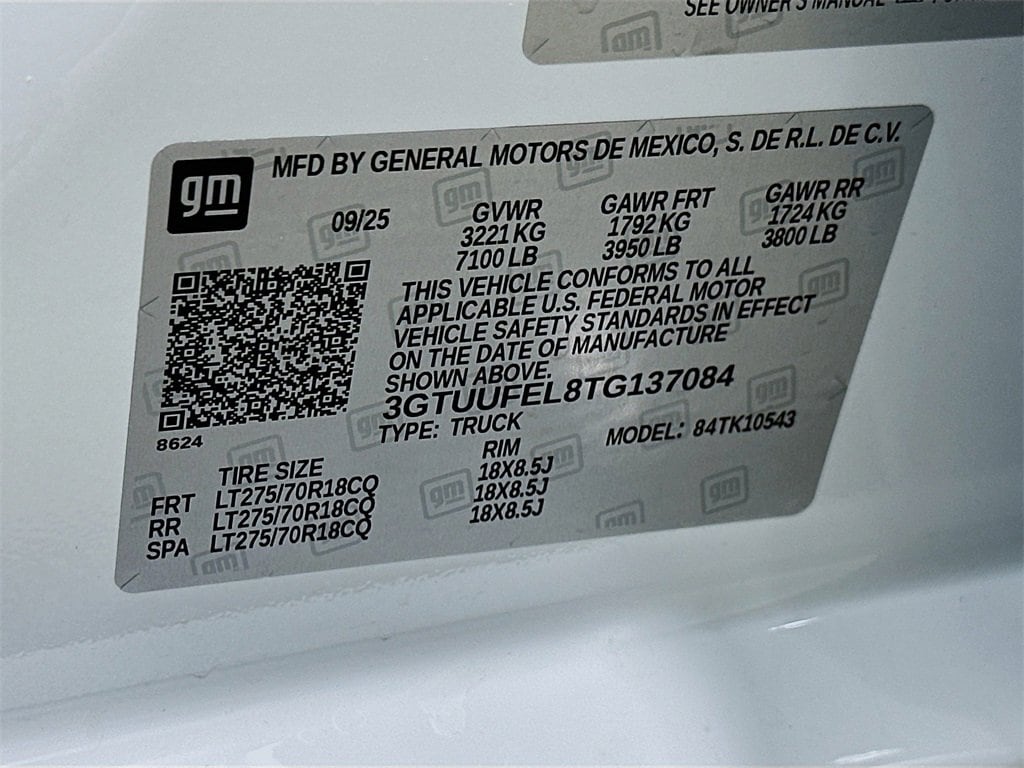 SEE OWNER'S MANUAL
gm
MFD BY GENERAL MOTORS DE MEXICO, S. DE R.L. DE C.V.
09/25 GVWR GAWR FRT GAWR RR
3221 KG 1792 KG 1724 KG
7100 LB 3950 LB 3800 LB
THIS VEHICLE CONFORMS TO ALL
APPLICABLE U.S. FEDERAL MOTOR
VEHICLE SAFETY STANDARDS IN EFFECT
ON THE DATE OF MANUFACTURE
SHOWN ABOVE.
3GTUUFEL8TG137084
8624
TYPE: TRUCK MODEL: 84TK10543
TIRE SIZE RIM
FRT LT275/70R18CQ 18X8.5J
RR LT275/70R18CQ 18X8.5J
SPA LT275/70R18CQ 18X8.5J